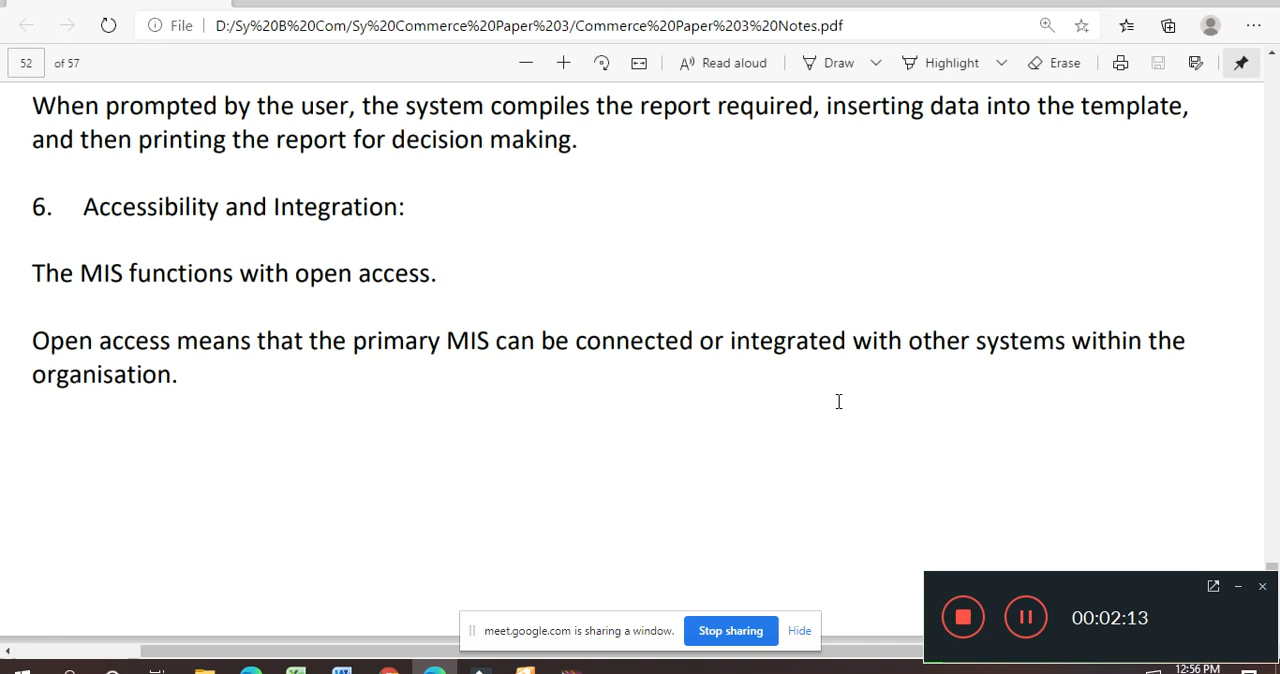 File D:/Sy%20B%20Com/Sy%20Commerce%20Paper%203/Commerce%20Paper%203%20Notes.pdf
52 of 57 Read aloud Draw Highlight Erase
When prompted by the user, the system compiles the report required, inserting data into the template,
and then printing the report for decision making.
6. Accessibility and Integration:
The MIS functions with open access.
Open access means that the primary MIS can be connected or integrated with other systems within the
organisation.
00:02:13
meet.google.com is sharing a window. Stop sharing Hide
12:56 PM